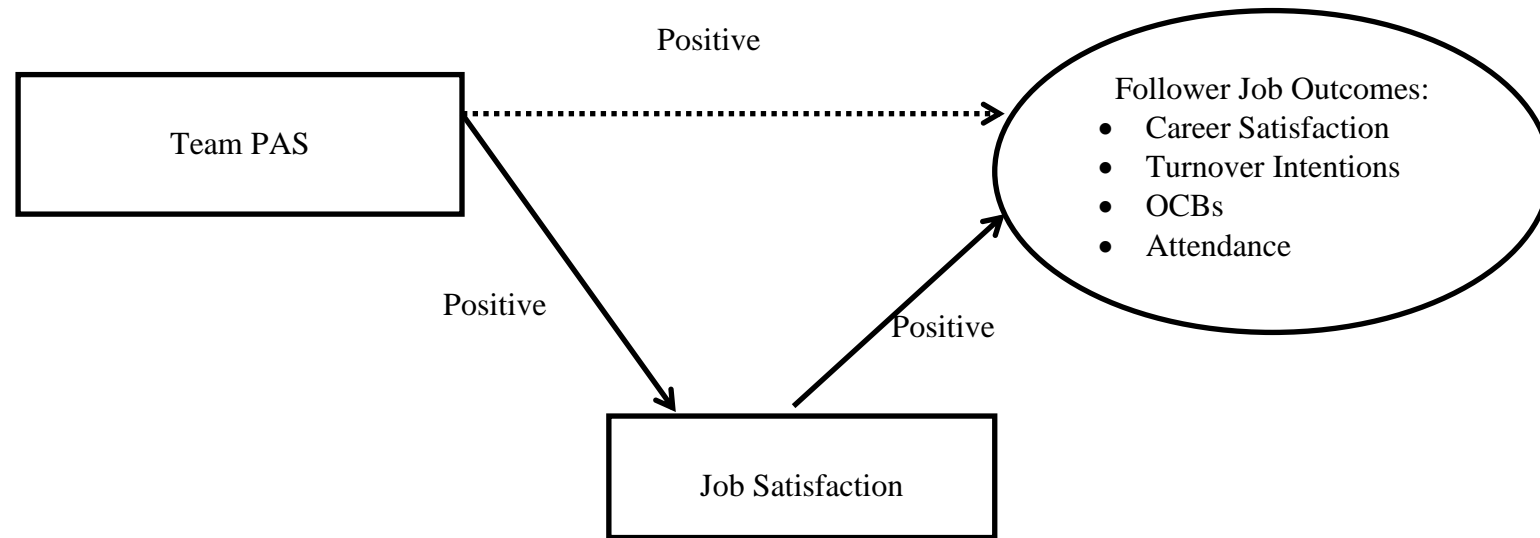 Positive
Team PAS
Follower Job Outcomes:
• Career Satisfaction
• Turnover Intentions
• OCBs
• Attendance
Positive
Positive
Job Satisfaction